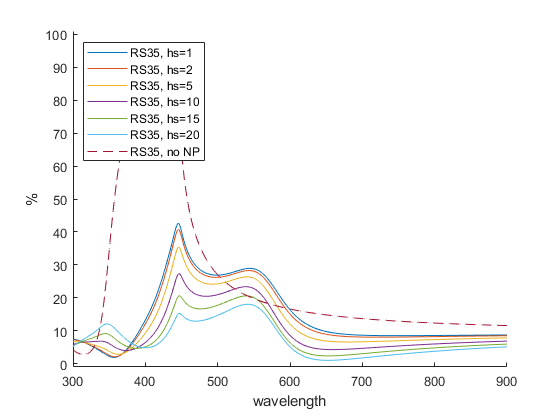 100
90
80
70
60
50
40
30
20
10
0
%
RS35, hs=1
RS35, hs=2
RS35, hs=5
RS35, hs=10
RS35, hs=15
RS35, hs=20
RS35, no NP
300 400 500 600 700 800 900
wavelength